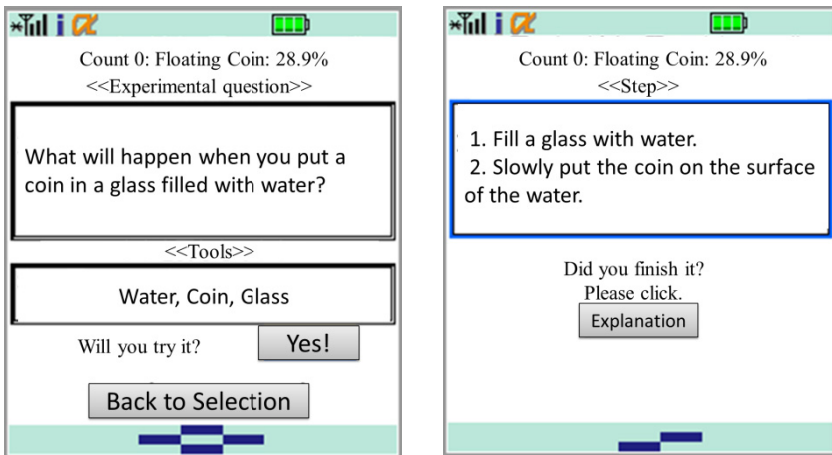 i α
Count 0: Floating Coin: 28.9%
<<Experimental question>>
What will happen when you put a
coin in a glass filled with water?
<<Tools>>
Water, Coin, Glass
Will you try it?
Yes!
Back to Selection
i α
Count 0: Floating Coin: 28.9%
<<Step>>
1. Fill a glass with water.
2. Slowly put the coin on the surface
of the water.
Did you finish it?
Please click.
Explanation